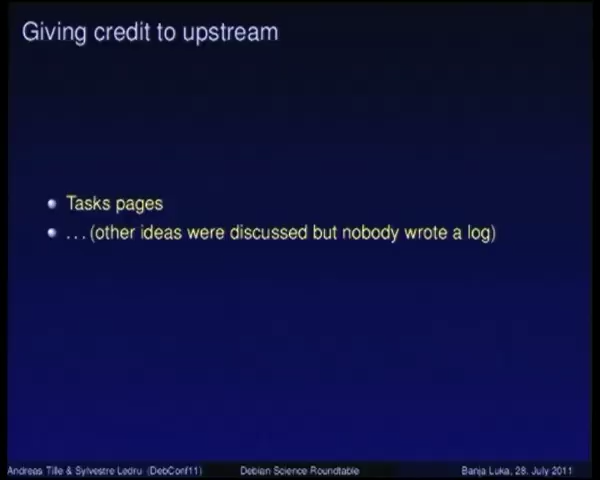 Giving credit to upstream
Tasks pages
... (other ideas were discussed but nobody wrote a log)
Andreas Tille & Sylvestre Ledru (DebConf11) Debian Science Roundtable Banja Luka, 28. July 2011